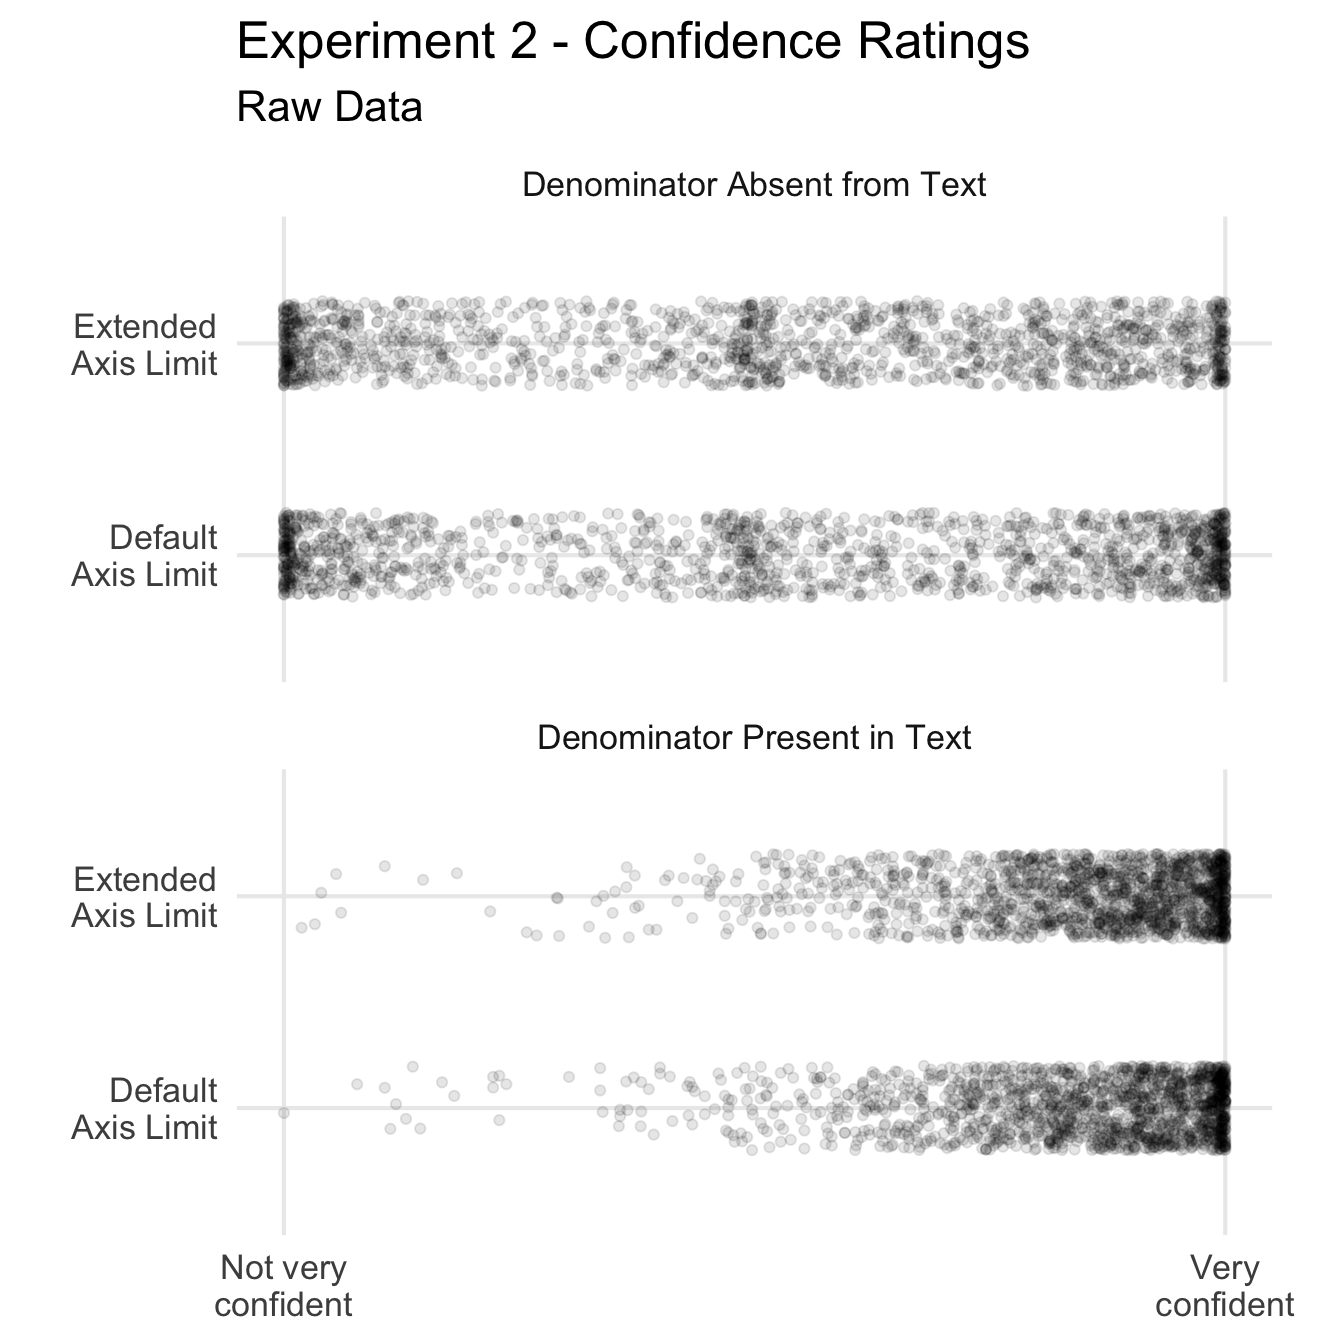 Experiment 2 - Confidence Ratings
Raw Data
Denominator Absent from Text
Extended
Axis Limit
Default
Axis Limit
Denominator Present in Text
Extended
Axis Limit
Default
Axis Limit
Not very
confident
Very
confident